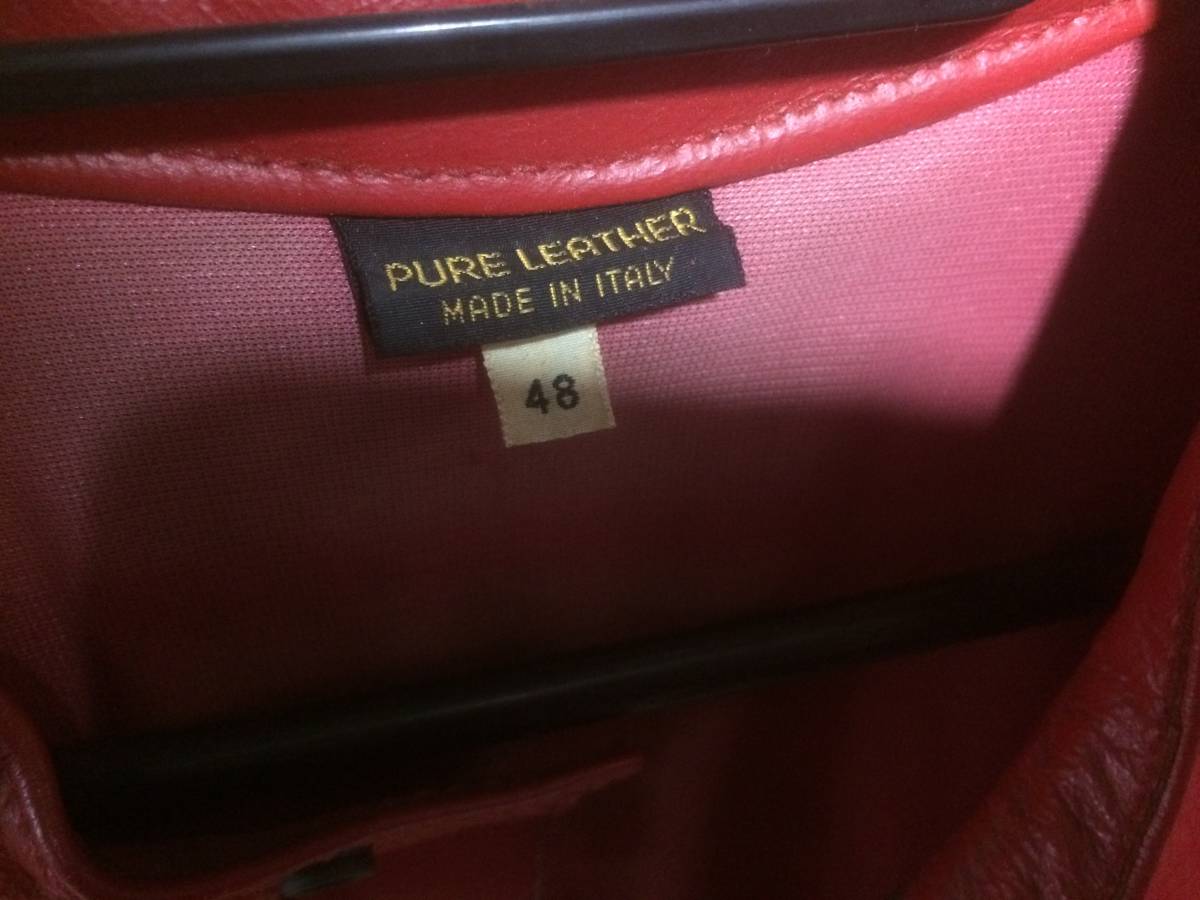 PURE LEATHER
MADE IN ITALY
48